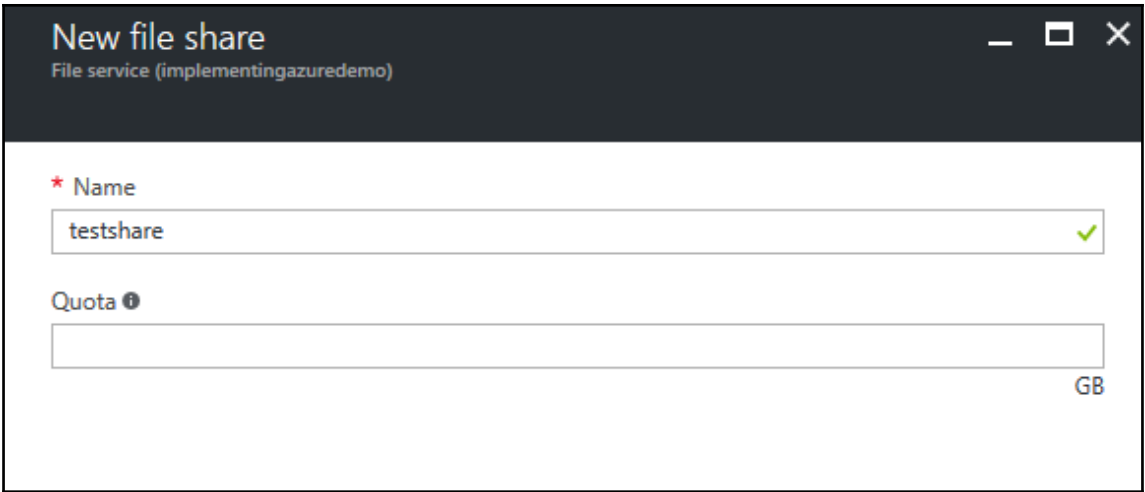 New file share
File service (implementingazuredemo)
* Name
testshare
Quota
GB